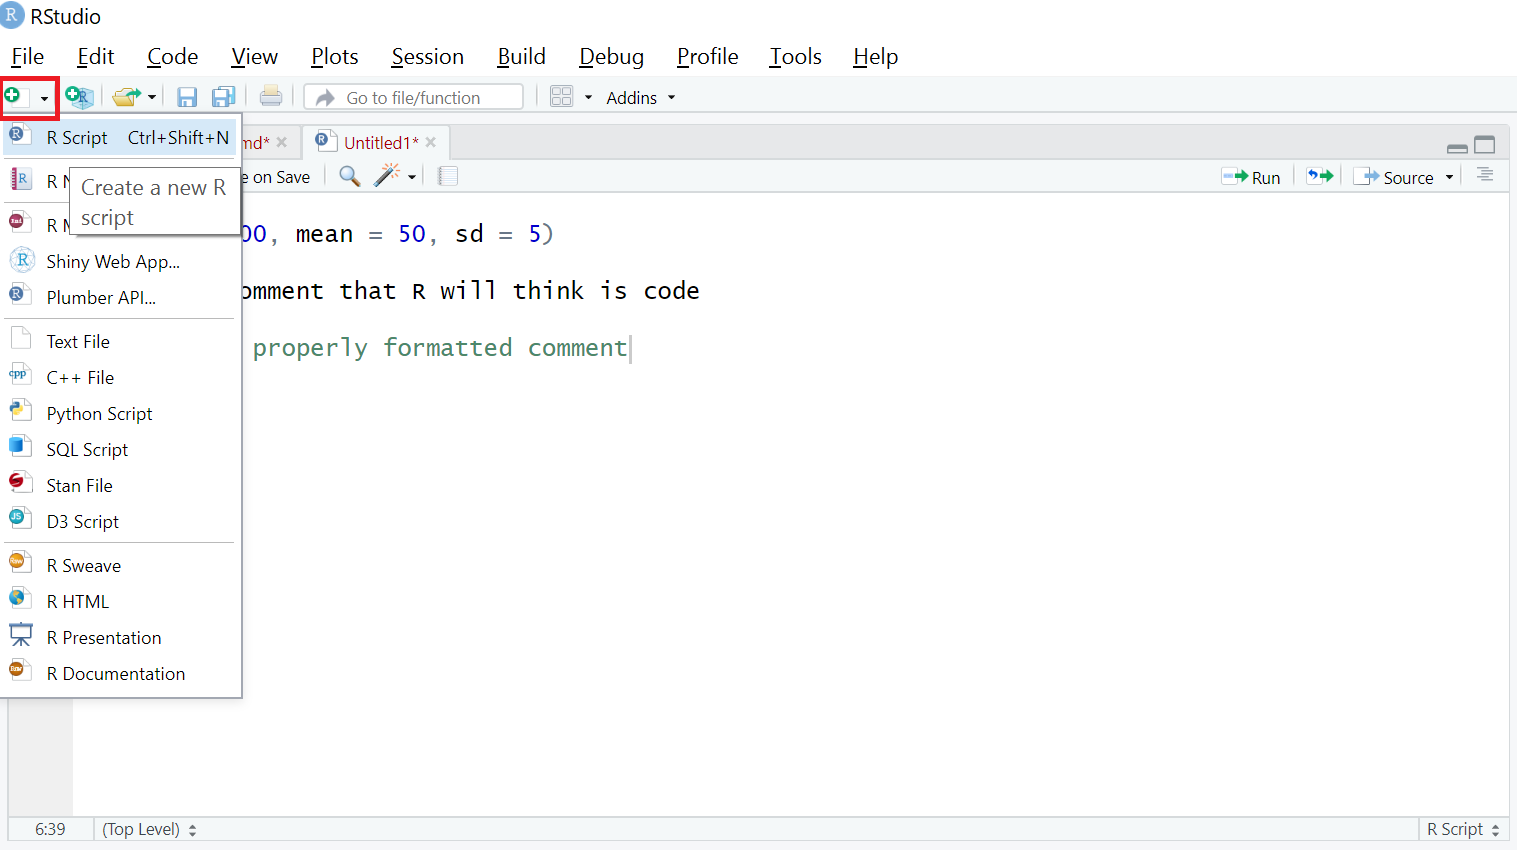 RStudio
File Edit Code View Plots Session Build Debug Profile Tools Help
Go to file/function Addins
R Script Ctrl+Shift+N
md* Untitled1*
R N
Create a new R
script
e on Save Run Source
R M
00, mean = 50, sd = 5)
Shiny Web App...
omment that R will think is code
Plumber API...
Text File
properly formatted comment
C++ File
Python Script
SQL Script
Stan File
D3 Script
R Sweave
R HTML
R Presentation
R Documentation
6:39 (Top Level) R Script